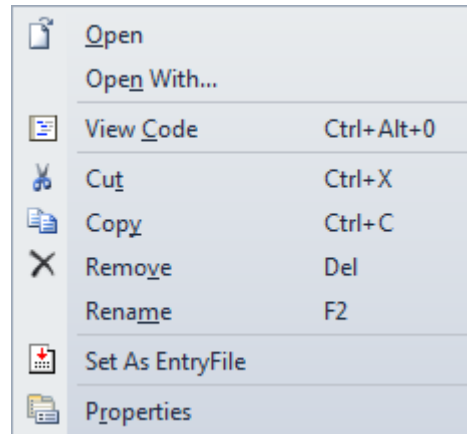 Open
Open With...
View Code Ctrl+Alt+0
Cut Ctrl+X
Copy Ctrl+C
Remove Del
Rename F2
Set As EntryFile
Properties